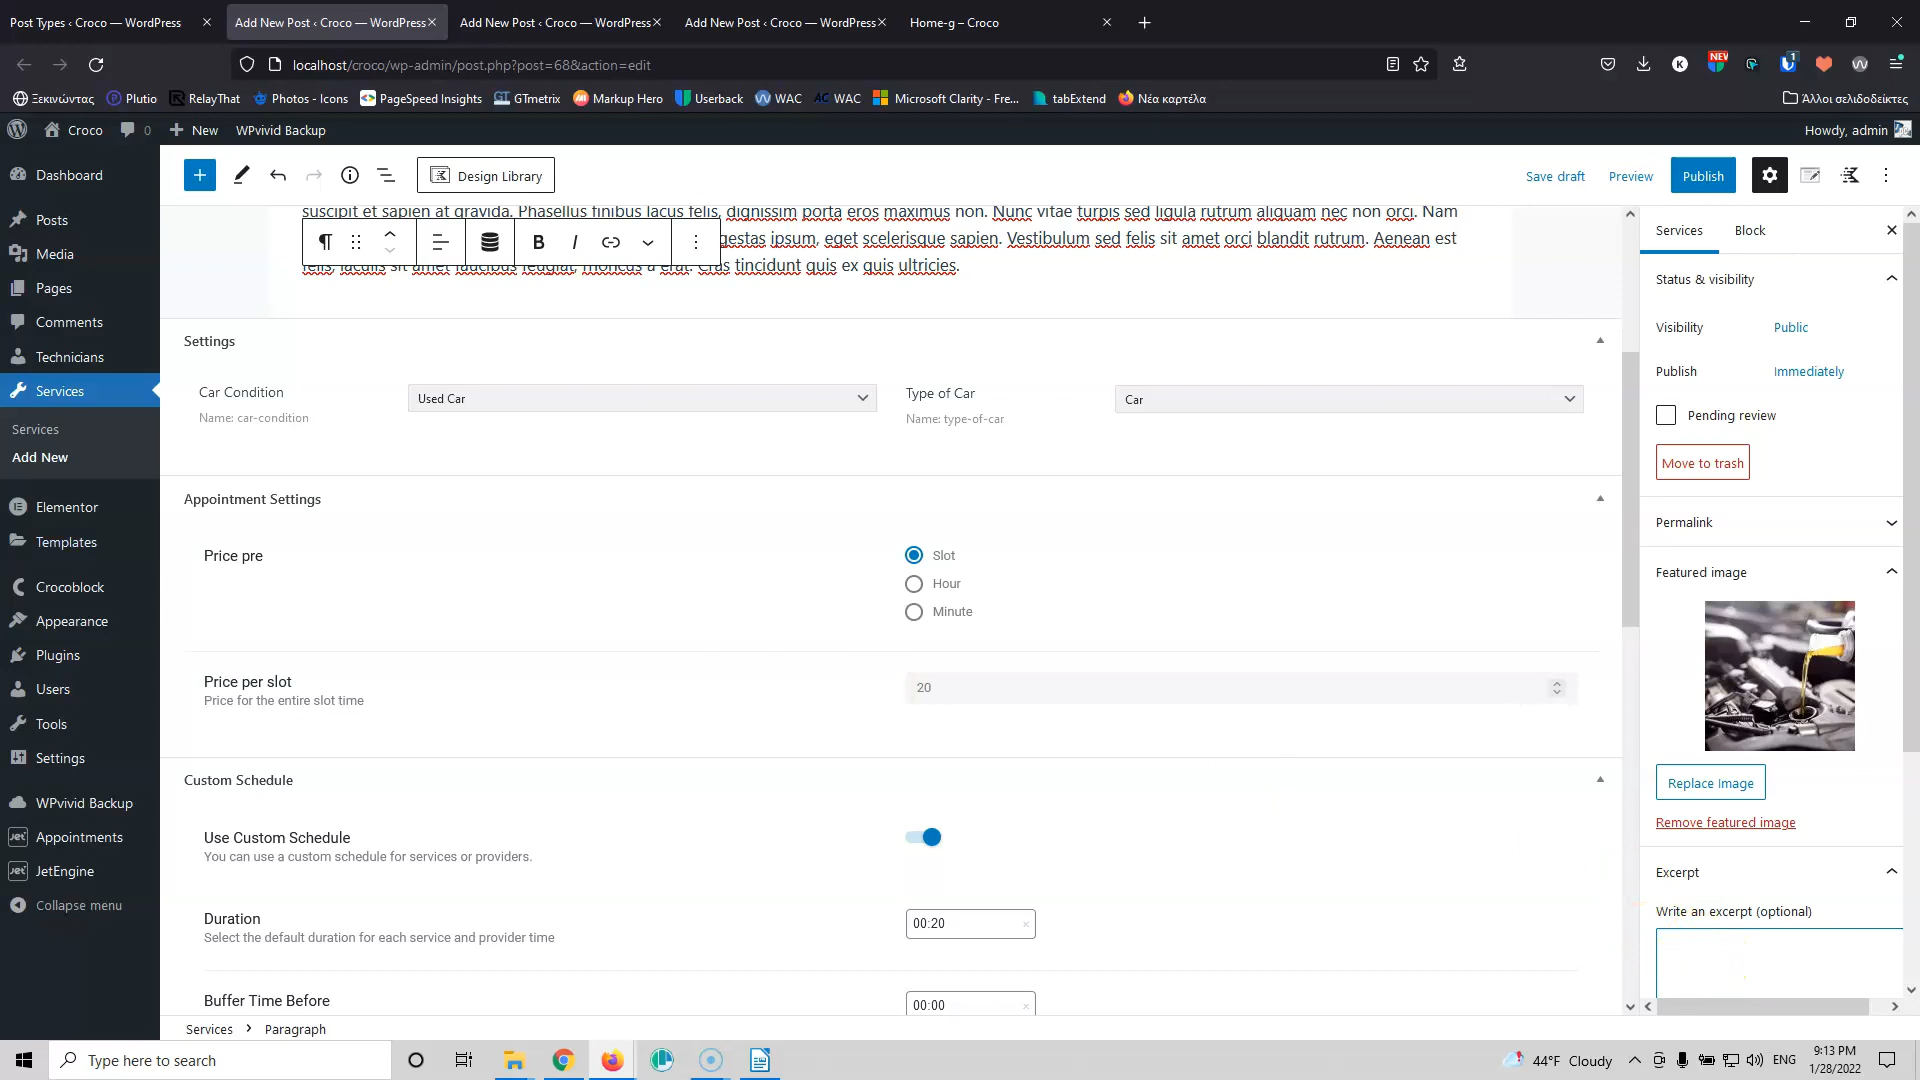 Post Types ‹ Croco — WordPress
Add New Post ‹ Croco — WordPress
Add New Post ‹ Croco — WordPress
Add New Post ‹ Croco — WordPress
Home-g – Croco
localhost/croco/wp-admin/post.php?post=68&action=edit
K
NEW
1
Ξεκινώντας
Plutio
RelayThat
Photos - Icons
PageSpeed Insights
GTmetrix
Markup Hero
Userback
WAC
WAC
Microsoft Clarity - Fre...
tabExtend
Νέα καρτέλα
Άλλοι σελιδοδείκτες
Croco
0
New
WPvivid Backup
Howdy, admin
Dashboard
Posts
Media
Pages
Comments
Technicians
Services
Services
Add New
Elementor
Templates
Crocoblock
Appearance
Plugins
Users
Tools
Settings
WPvivid Backup
Appointments
JetEngine
Collapse menu
Design Library
Save draft
Preview
Publish
suscipit et sapien at gravida. Phasellus finibus lacus felis, dignissim porta eros maximus non. Nunc vitae turpis sed ligula rutrum aliquam nec non orci. Nam
gestas ipsum, eget scelerisque sapien. Vestibulum sed felis sit amet orci blandit rutrum. Aenean est
felis, iaculis sit amet faucibus feugiat, rhoncus a erat. Cras tincidunt quis ex quis ultricies.
B
I
Settings
Car Condition
Name: car-condition
Used Car
Type of Car
Name: type-of-car
Car
Appointment Settings
Price pre
Slot
Hour
Minute
Price per slot
Price for the entire slot time
20
Custom Schedule
Use Custom Schedule
You can use a custom schedule for services or providers.
Duration
Select the default duration for each service and provider time
00:20
Buffer Time Before
00:00
Services
Paragraph
Services
Block
Status & visibility
Visibility
Public
Publish
Immediately
Pending review
Move to trash
Permalink
Featured image
Replace Image
Remove featured image
Excerpt
Write an excerpt (optional)
Type here to search
44°F Cloudy
ENG
9:13 PM
1/28/2022